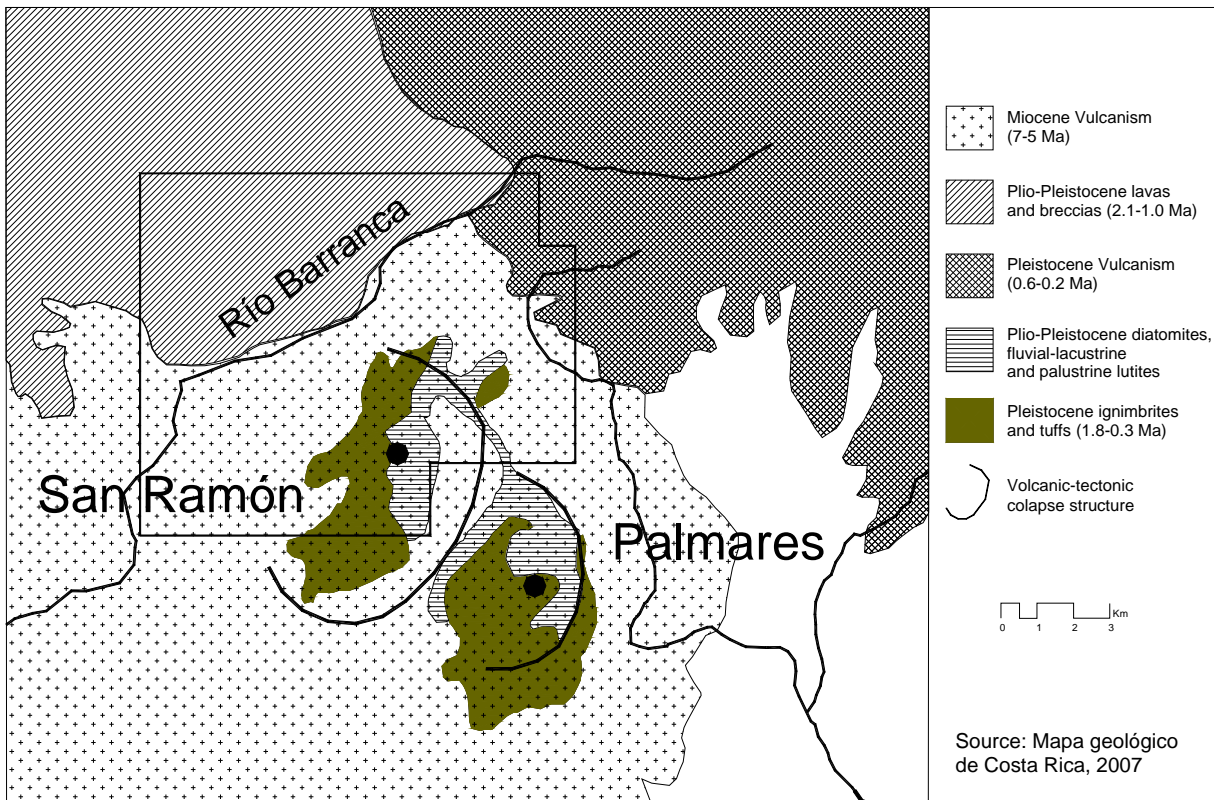 Río Barranca
San Ramón
Palmares
Miocene Vulcanism
(7-5 Ma)
Plio-Pleistocene lavas
and breccias (2.1-1.0 Ma)
Pleistocene Vulcanism
(0.6-0.2 Ma)
Plio-Pleistocene diatomites,
fluvial-lacustrine
and palustrine lutites
Pleistocene ignimbrites
and tuffs (1.8-0.3 Ma)
Volcanic-tectonic
colapse structure
Km
0 1 2 3
Source: Mapa geológico
de Costa Rica, 2007